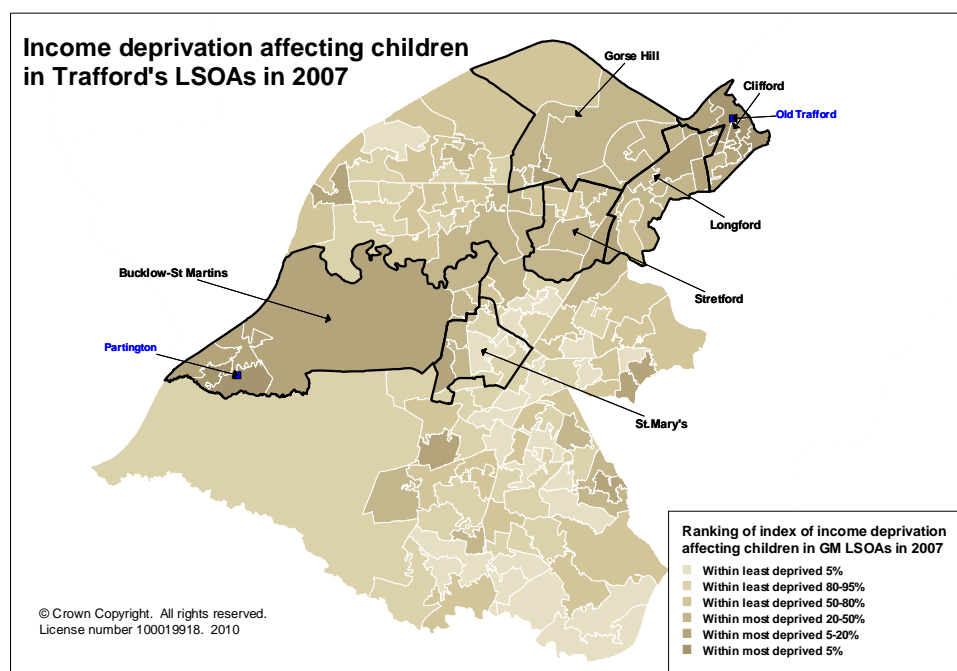 Income deprivation affecting children
in Trafford's LSOAs in 2007
Gorse Hill
Clifford
Old Trafford
Longford
Bucklow-St Martins
Stretford
Partington
St.Mary's
Ranking of index of income deprivation
affecting children in GM LSOAs in 2007
Within least deprived 5%
Within least deprived 80-95%
Within least deprived 50-80%
Within most deprived 20-50%
Within most deprived 5-20%
Within most deprived 5%
© Crown Copyright. All rights reserved.
License number 100019918. 2010